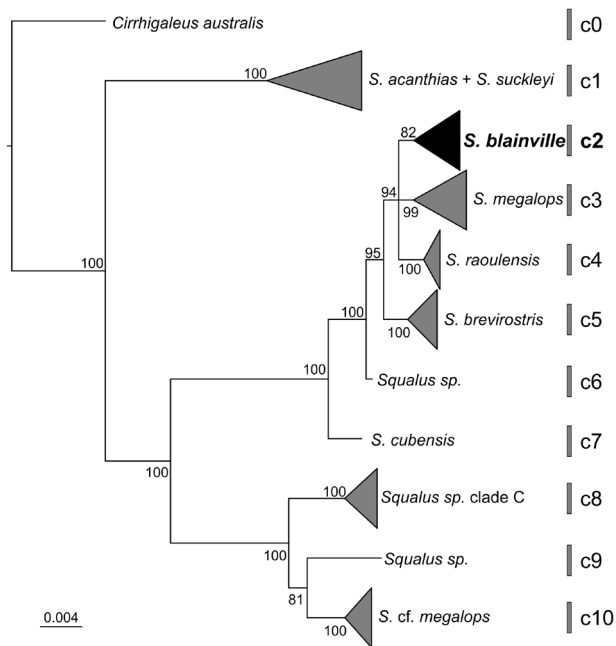 Cirrhigaleus australis c0
100 S. acanthias + S. suckleyi c1
82 S. blainville c2
94 99 S. megalops c3
100 S. raoulensis c4
95 100 S. brevirostris c5
100 Squalus sp. c6
100 S. cubensis c7
100
100
100 Squalus sp. clade C c8
100
Squalus sp. c9
81
100 S. cf. megalops c10
0.004